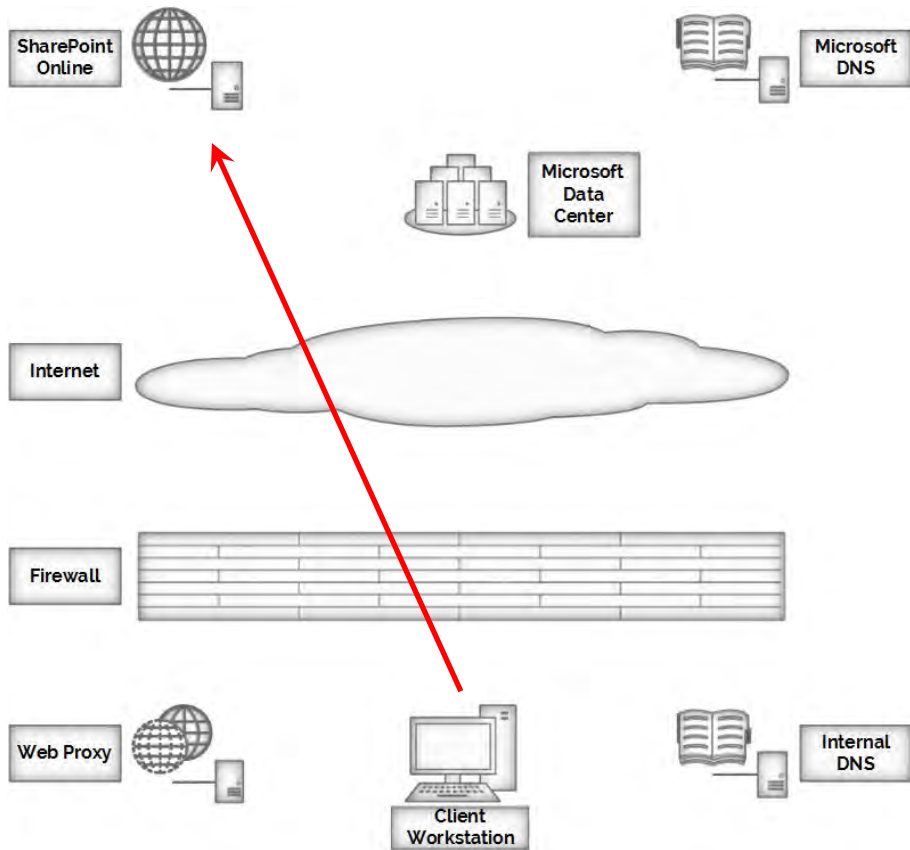 SharePoint
Online
Microsoft
DNS
Microsoft
Data
Center
Internet
Firewall
Web Proxy
Client
Workstation
Internal
DNS